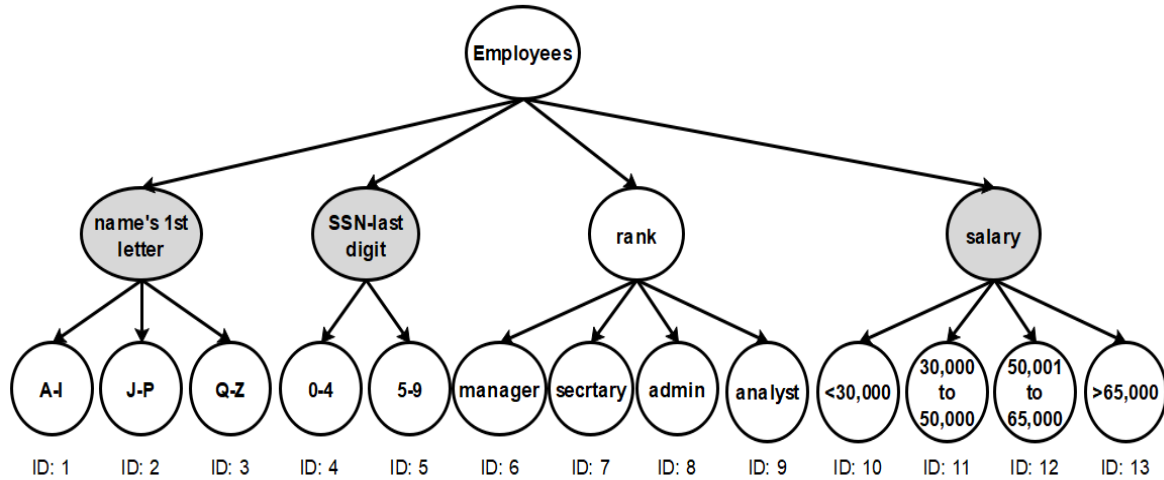 Employees
name's 1st
letter
SSN-last
digit
rank
salary
A-I
J-P
Q-Z
0-4
5-9
manager
secrtary
admin
analyst
<30,000
30,000
to
50,000
50,001
to
65,000
>65,000
ID: 1
ID: 2
ID: 3
ID: 4
ID: 5
ID: 6
ID: 7
ID: 8
ID: 9
ID: 10
ID: 11
ID: 12
ID: 13